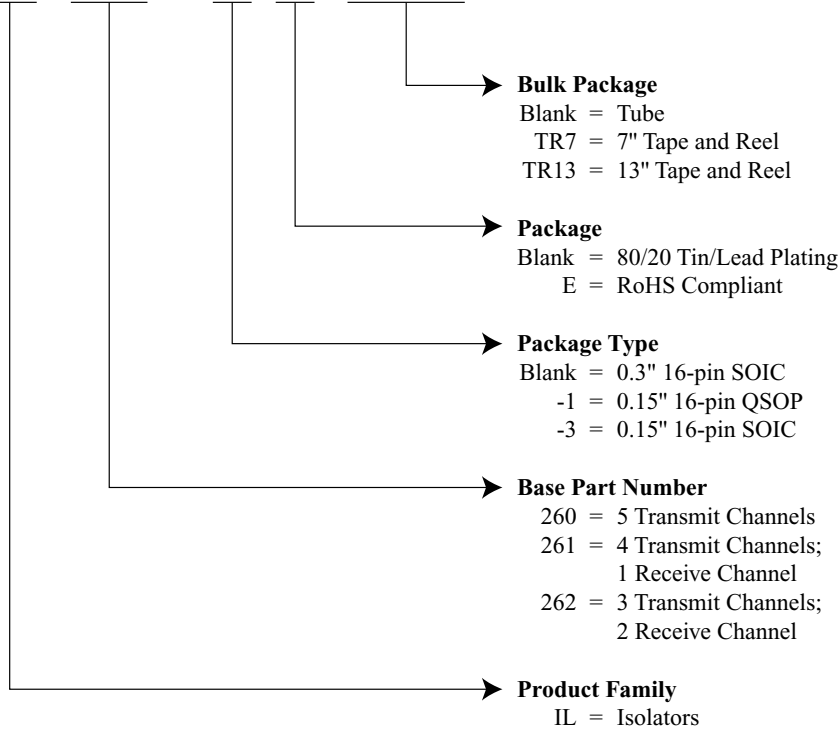 Bulk Package
Blank = Tube
TR7 = 7" Tape and Reel
TR13 = 13" Tape and Reel
Package
Blank = 80/20 Tin/Lead Plating
E = RoHS Compliant
Package Type
Blank = 0.3" 16-pin SOIC
-1 = 0.15" 16-pin QSOP
-3 = 0.15" 16-pin SOIC
Base Part Number
260 = 5 Transmit Channels
261 = 4 Transmit Channels;
1 Receive Channel
262 = 3 Transmit Channels;
2 Receive Channel
Product Family
IL = Isolators